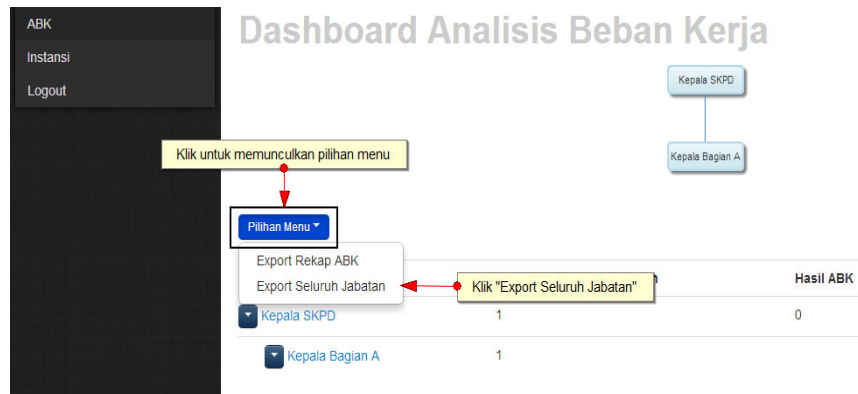 ABK
Instansi
Logout
Dashboard Analisis Beban Kerja
Kepala SKPD
Kepala Bagian A
Klik untuk memunculkan pilihan menu
Pilihan Menu
Export Rekap ABK
Export Seluruh Jabatan
Klik "Export Seluruh Jabatan"
Hasil ABK
Kepala SKPD 1 0
Kepala Bagian A 1